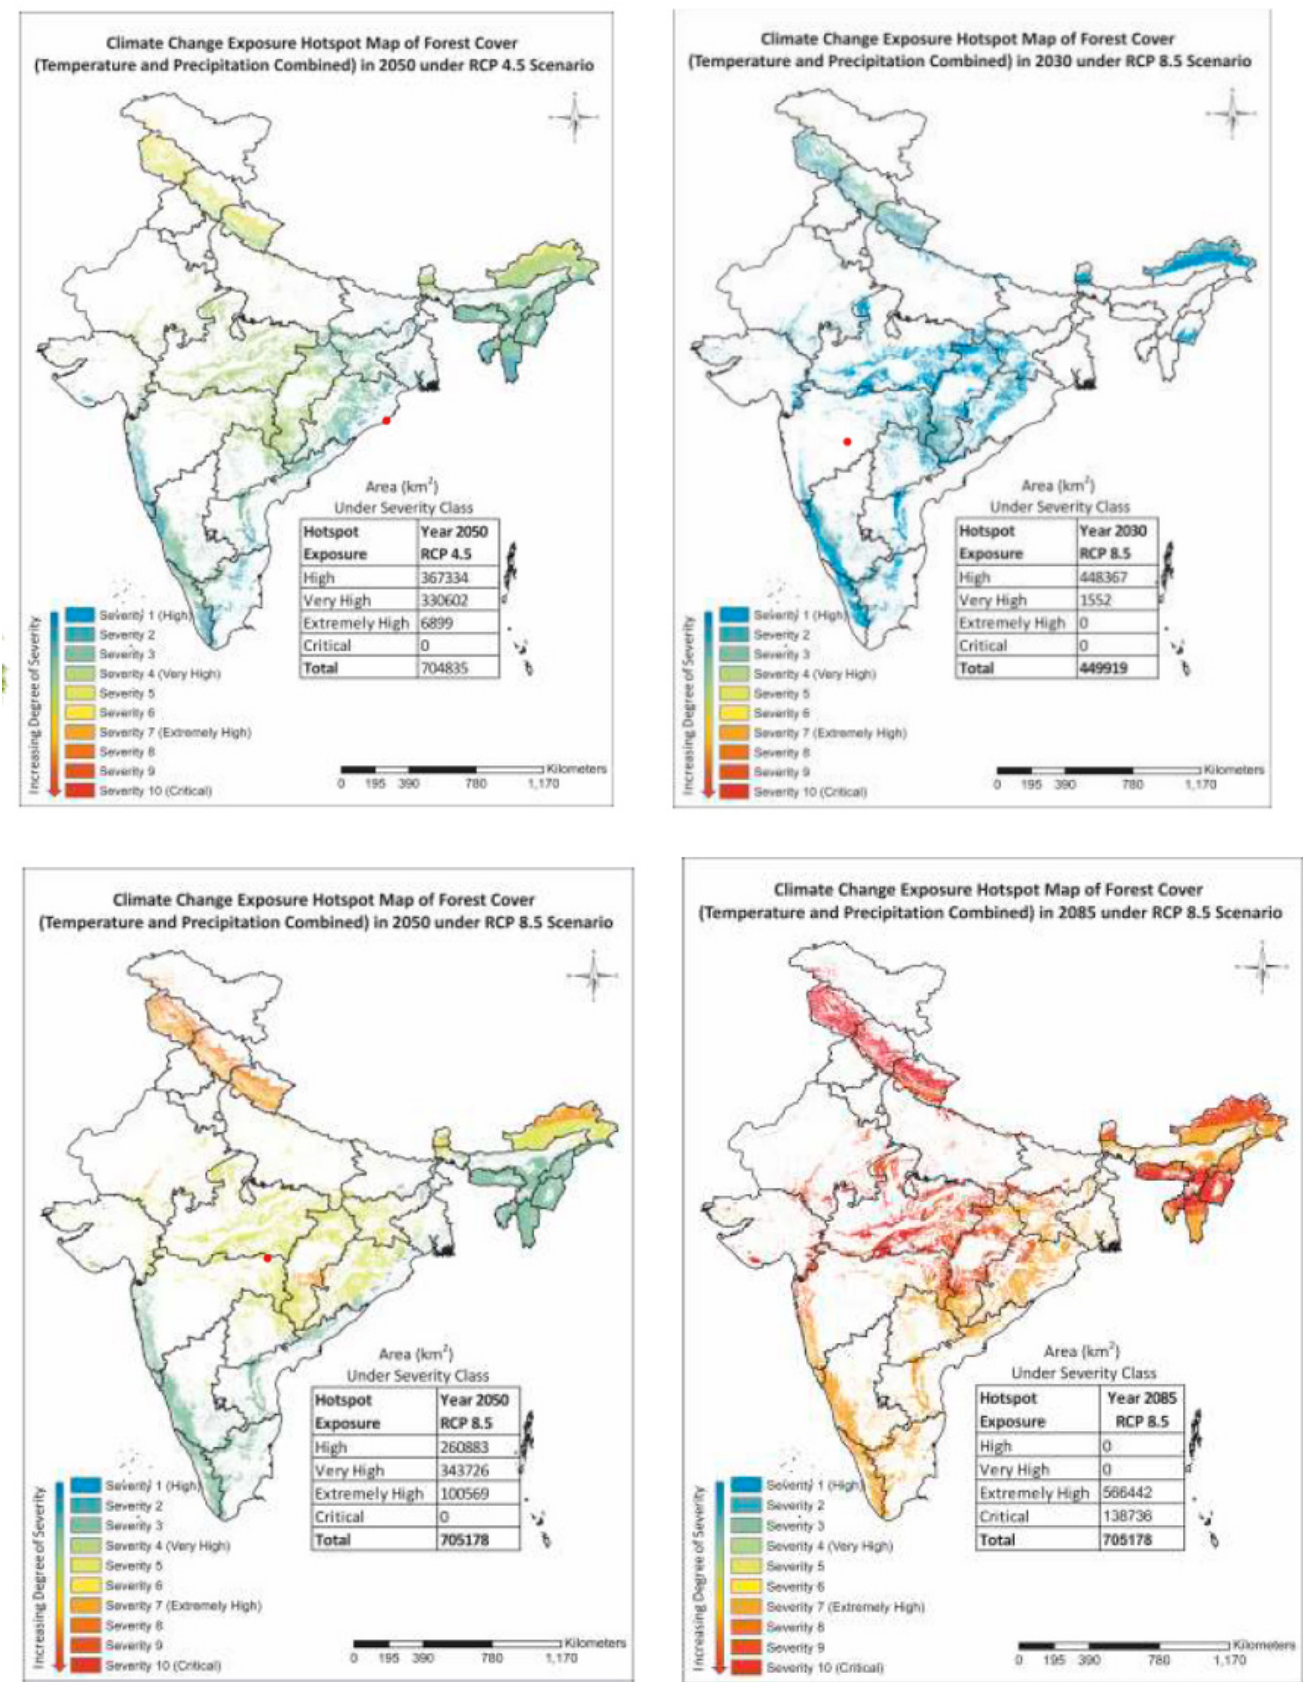 Climate Change Exposure Hotspot Map of Forest Cover
(Temperature and Precipitation Combined) in 2050 under RCP 4.5 Scenario
Area (km²)
Under Severity Class
Hotspot Exposure Year 2050 RCP 4.5
High 367334
Very High 330602
Extremely High 6899
Critical 0
Total 704835
Increasing Degree of Severity
Severity 1 (High)
Severity 2
Severity 3
Severity 4 (Very High)
Severity 5
Severity 6
Severity 7 (Extremely High)
Severity 8
Severity 9
Severity 10 (Critical)
Kilometers
0 195 390 780 1,170
Climate Change Exposure Hotspot Map of Forest Cover
(Temperature and Precipitation Combined) in 2030 under RCP 8.5 Scenario
Area (km²)
Under Severity Class
Hotspot Exposure Year 2030 RCP 8.5
High 448367
Very High 1552
Extremely High 0
Critical 0
Total 449919
Increasing Degree of Severity
Severity 1 (High)
Severity 2
Severity 3
Severity 4 (Very High)
Severity 5
Severity 6
Severity 7 (Extremely High)
Severity 8
Severity 9
Severity 10 (Critical)
Kilometers
0 195 390 780 1,170
Climate Change Exposure Hotspot Map of Forest Cover
(Temperature and Precipitation Combined) in 2050 under RCP 8.5 Scenario
Area (km²)
Under Severity Class
Hotspot Exposure Year 2050 RCP 8.5
High 260883
Very High 343726
Extremely High 100569
Critical 0
Total 705178
Increasing Degree of Severity
Severity 1 (High)
Severity 2
Severity 3
Severity 4 (Very High)
Severity 5
Severity 6
Severity 7 (Extremely High)
Severity 8
Severity 9
Severity 10 (Critical)
Kilometers
0 195 390 780 1,170
Climate Change Exposure Hotspot Map of Forest Cover
(Temperature and Precipitation Combined) in 2085 under RCP 8.5 Scenario
Area (km²)
Under Severity Class
Hotspot Exposure Year 2085 RCP 8.5
High 0
Very High 0
Extremely High 566442
Critical 138736
Total 705178
Increasing Degree of Severity
Severity 1 (High)
Severity 2
Severity 3
Severity 4 (Very High)
Severity 5
Severity 6
Severity 7 (Extremely High)
Severity 8
Severity 9
Severity 10 (Critical)
Kilometers
0 195 390 780 1,170